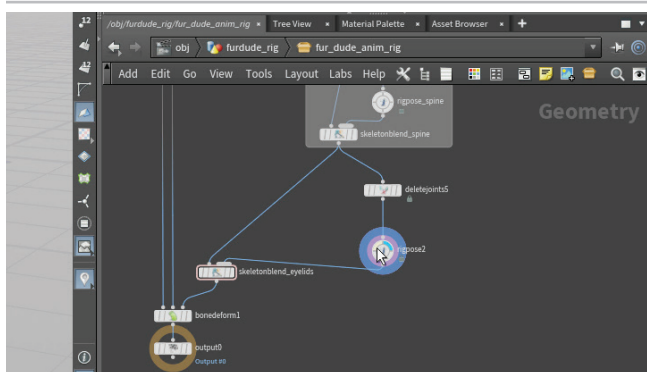 /obj/furdude_rig/fur_dude_anim_rig × Tree View × Material Palette × Asset Browser × +
obj furdude_rig fur_dude_anim_rig
Add Edit Go View Tools Layout Labs Help
Geometry
rigpose_spine
skeletonblend_spine
deletejoints5
rigpose2
skeletonblend_eyelids
bonedeform1
output0
Output #0
12